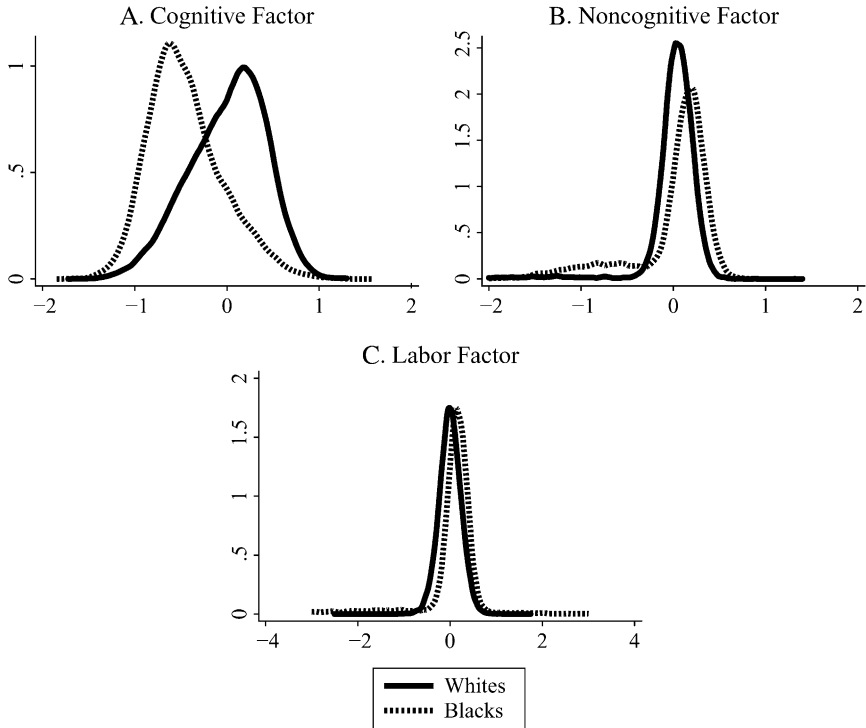 A. Cognitive Factor
0 .5 1
−2 −1 0 1 2
B. Noncognitive Factor
0 .5 1 1.5 2 2.5
−2 −1 0 1 2
C. Labor Factor
0 .5 1 1.5 2
−4 −2 0 2 4
Whites
Blacks